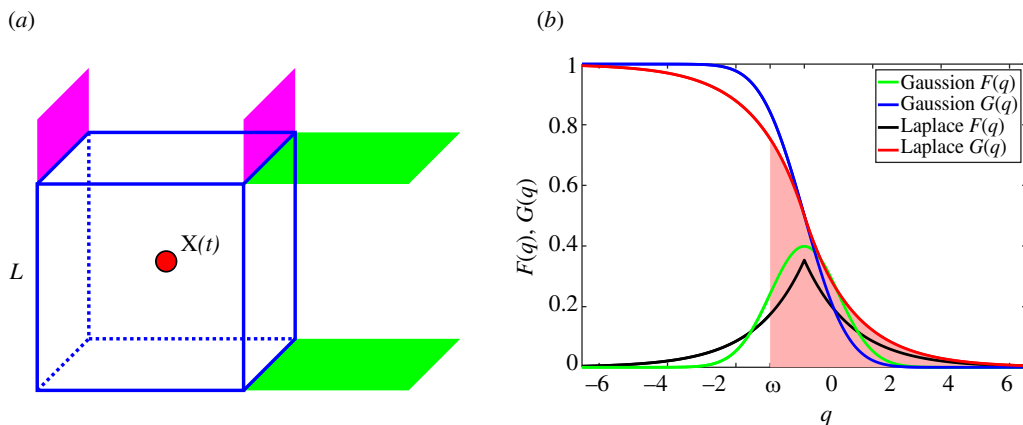 (a)
X(t)
L
(b)
F(q), G(q)
1
0.8
0.6
0.4
0.2
0
Gaussion F(q)
Gaussion G(q)
Laplace F(q)
Laplace G(q)
−6 −4 −2 ω 0 2 4 6
q